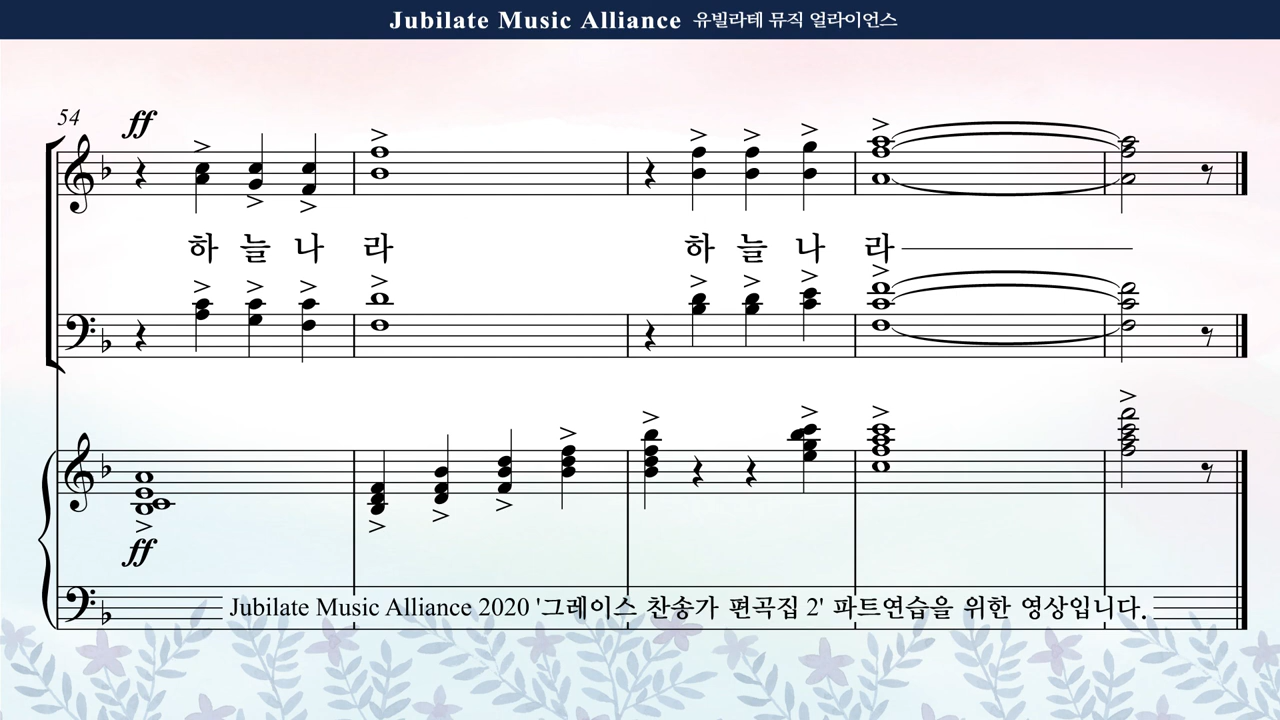 Jubilate Music Alliance 유빌라테 뮤직 얼라이언스
54
ff
하 늘 나 라 하 늘 나 라
ff
Jubilate Music Alliance 2020 '그레이스 찬송가 편곡집 2' 파트연습을 위한 영상입니다.